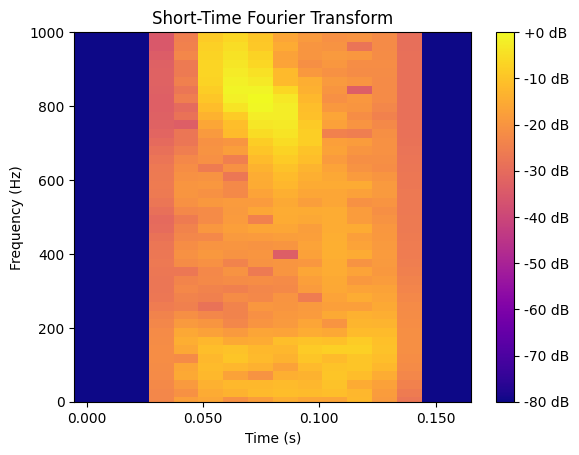 Short-Time Fourier Transform
1000
800
600
400
200
0
Frequency (Hz)
0.000
0.050
0.100
0.150
Time (s)
+0 dB
-10 dB
-20 dB
-30 dB
-40 dB
-50 dB
-60 dB
-70 dB
-80 dB